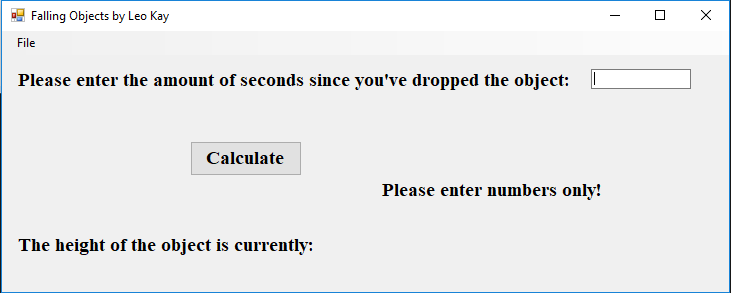 Falling Objects by Leo Kay
File
Please enter the amount of seconds since you've dropped the object:
Calculate
Please enter numbers only!
The height of the object is currently: